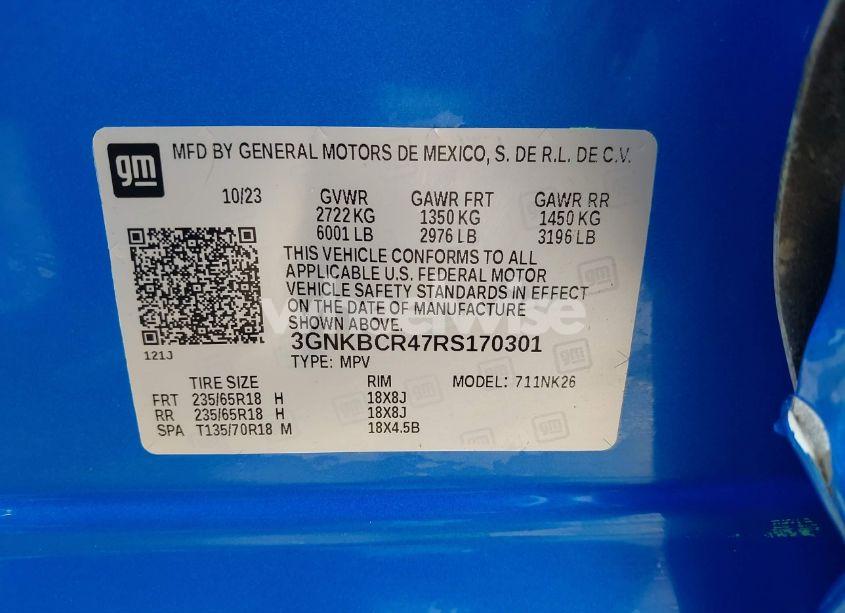 gm
MFD BY GENERAL MOTORS DE MEXICO, S. DE R.L. DE C.V.
10/23 GVWR GAWR FRT GAWR RR
2722 KG 1350 KG 1450 KG
6001 LB 2976 LB 3196 LB
THIS VEHICLE CONFORMS TO ALL
APPLICABLE U.S. FEDERAL MOTOR
VEHICLE SAFETY STANDARDS IN EFFECT
ON THE DATE OF MANUFACTURE
SHOWN ABOVE.
3GNKBCR47RS170301
121J TYPE: MPV
TIRE SIZE RIM MODEL: 711NK26
FRT 235/65R18 H 18X8J
RR 235/65R18 H 18X8J
SPA T135/70R18 M 18X4.5B